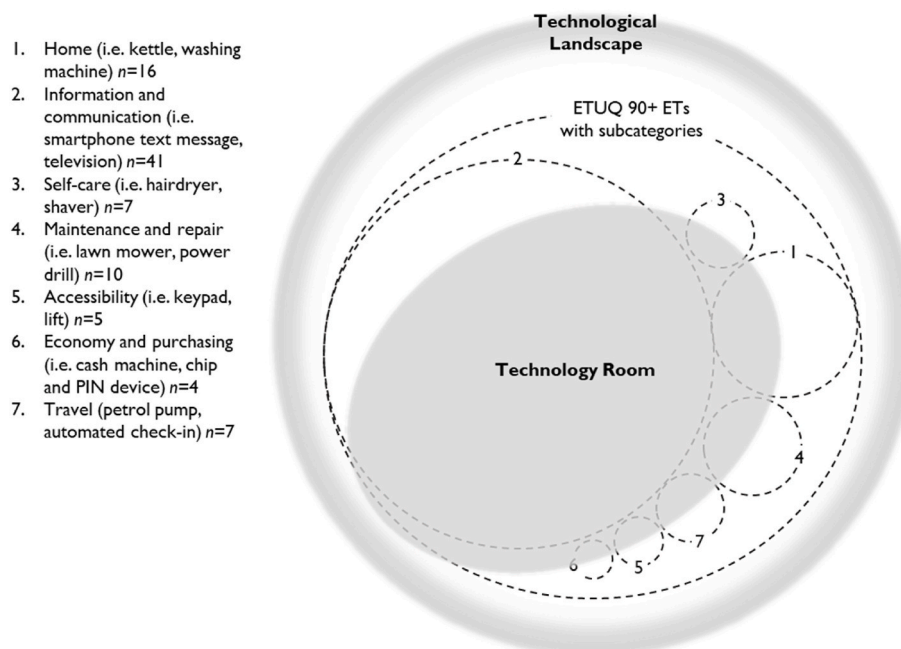 1. Home (i.e. kettle, washing
machine) n=16
2. Information and
communication (i.e.
smartphone text message,
television) n=41
3. Self-care (i.e. hairdryer,
shaver) n=7
4. Maintenance and repair
(i.e. lawn mower, power
drill) n=10
5. Accessibility (i.e. keypad,
lift) n=5
6. Economy and purchasing
(i.e. cash machine, chip
and PIN device) n=4
7. Travel (petrol pump,
automated check-in) n=7
Technological
Landscape
ETUQ 90+ ETs
with subcategories
2
3
1
Technology Room
4
7
6
5